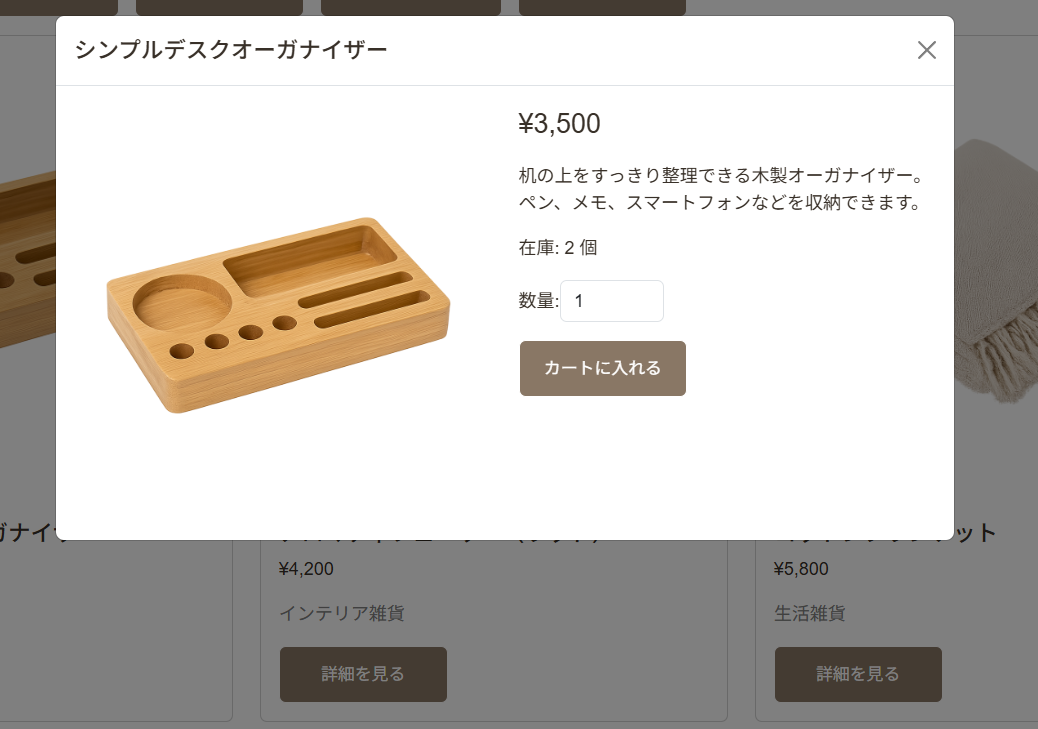 シンプルデスクオーガナイザー
¥3,500
机の上をすっきり整理できる木製オーガナイザー。
ペン、メモ、スマートフォンなどを収納できます。
在庫: 2 個
数量: 1
カートに入れる
¥4,200
¥5,800
インテリア雑貨
生活雑貨
詳細を見る
詳細を見る